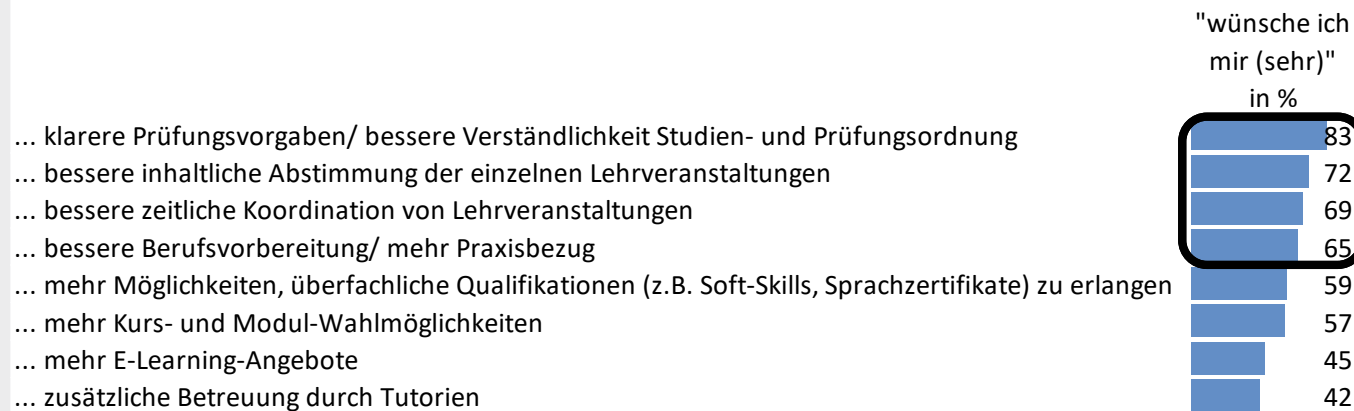 "wünsche ich
mir (sehr)"
in %
... klarere Prüfungsvorgaben/ bessere Verständlichkeit Studien- und Prüfungsordnung 83
... bessere inhaltliche Abstimmung der einzelnen Lehrveranstaltungen 72
... bessere zeitliche Koordination von Lehrveranstaltungen 69
... bessere Berufsvorbereitung/ mehr Praxisbezug 65
... mehr Möglichkeiten, überfachliche Qualifikationen (z.B. Soft-Skills, Sprachzertifikate) zu erlangen 59
... mehr Kurs- und Modul-Wahlmöglichkeiten 57
... mehr E-Learning-Angebote 45
... zusätzliche Betreuung durch Tutorien 42